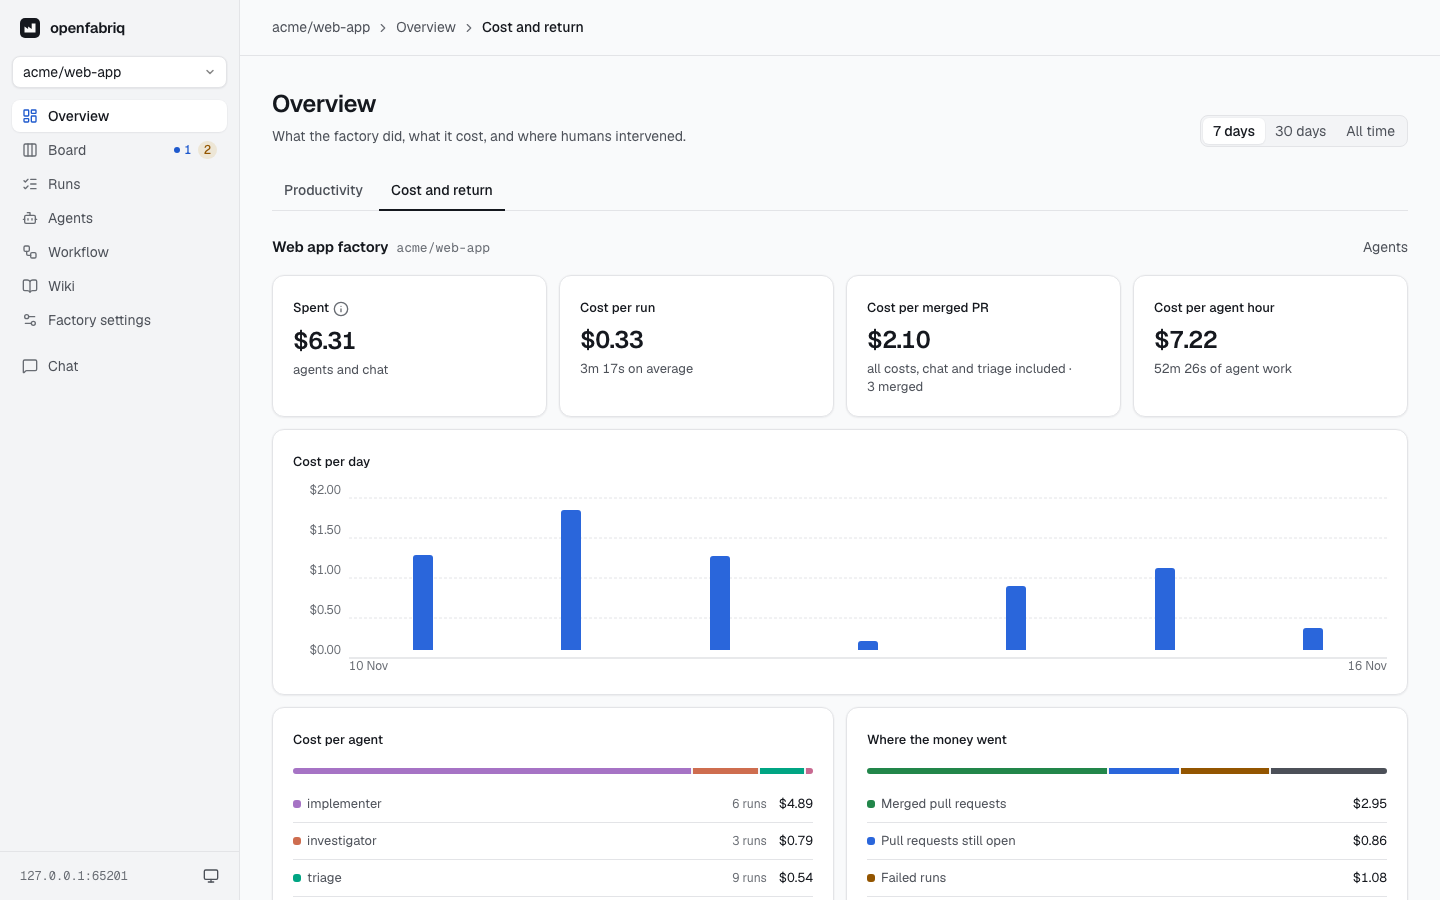 openfabriq
acme/web-app > Overview > Cost and return
acme/web-app
Overview
Board 1 2
Runs
Agents
Workflow
Wiki
Factory settings
Chat
127.0.0.1:65201
Overview
What the factory did, what it cost, and where humans intervened.
7 days 30 days All time
Productivity Cost and return
Web app factory acme/web-app Agents
Spent
$6.31
agents and chat
Cost per run
$0.33
3m 17s on average
Cost per merged PR
$2.10
all costs, chat and triage included ·
3 merged
Cost per agent hour
$7.22
52m 26s of agent work
Cost per day
$2.00
$1.50
$1.00
$0.50
$0.00
10 Nov 16 Nov
Cost per agent
implementer 6 runs $4.89
investigator 3 runs $0.79
triage 9 runs $0.54
Where the money went
Merged pull requests $2.95
Pull requests still open $0.86
Failed runs $1.08